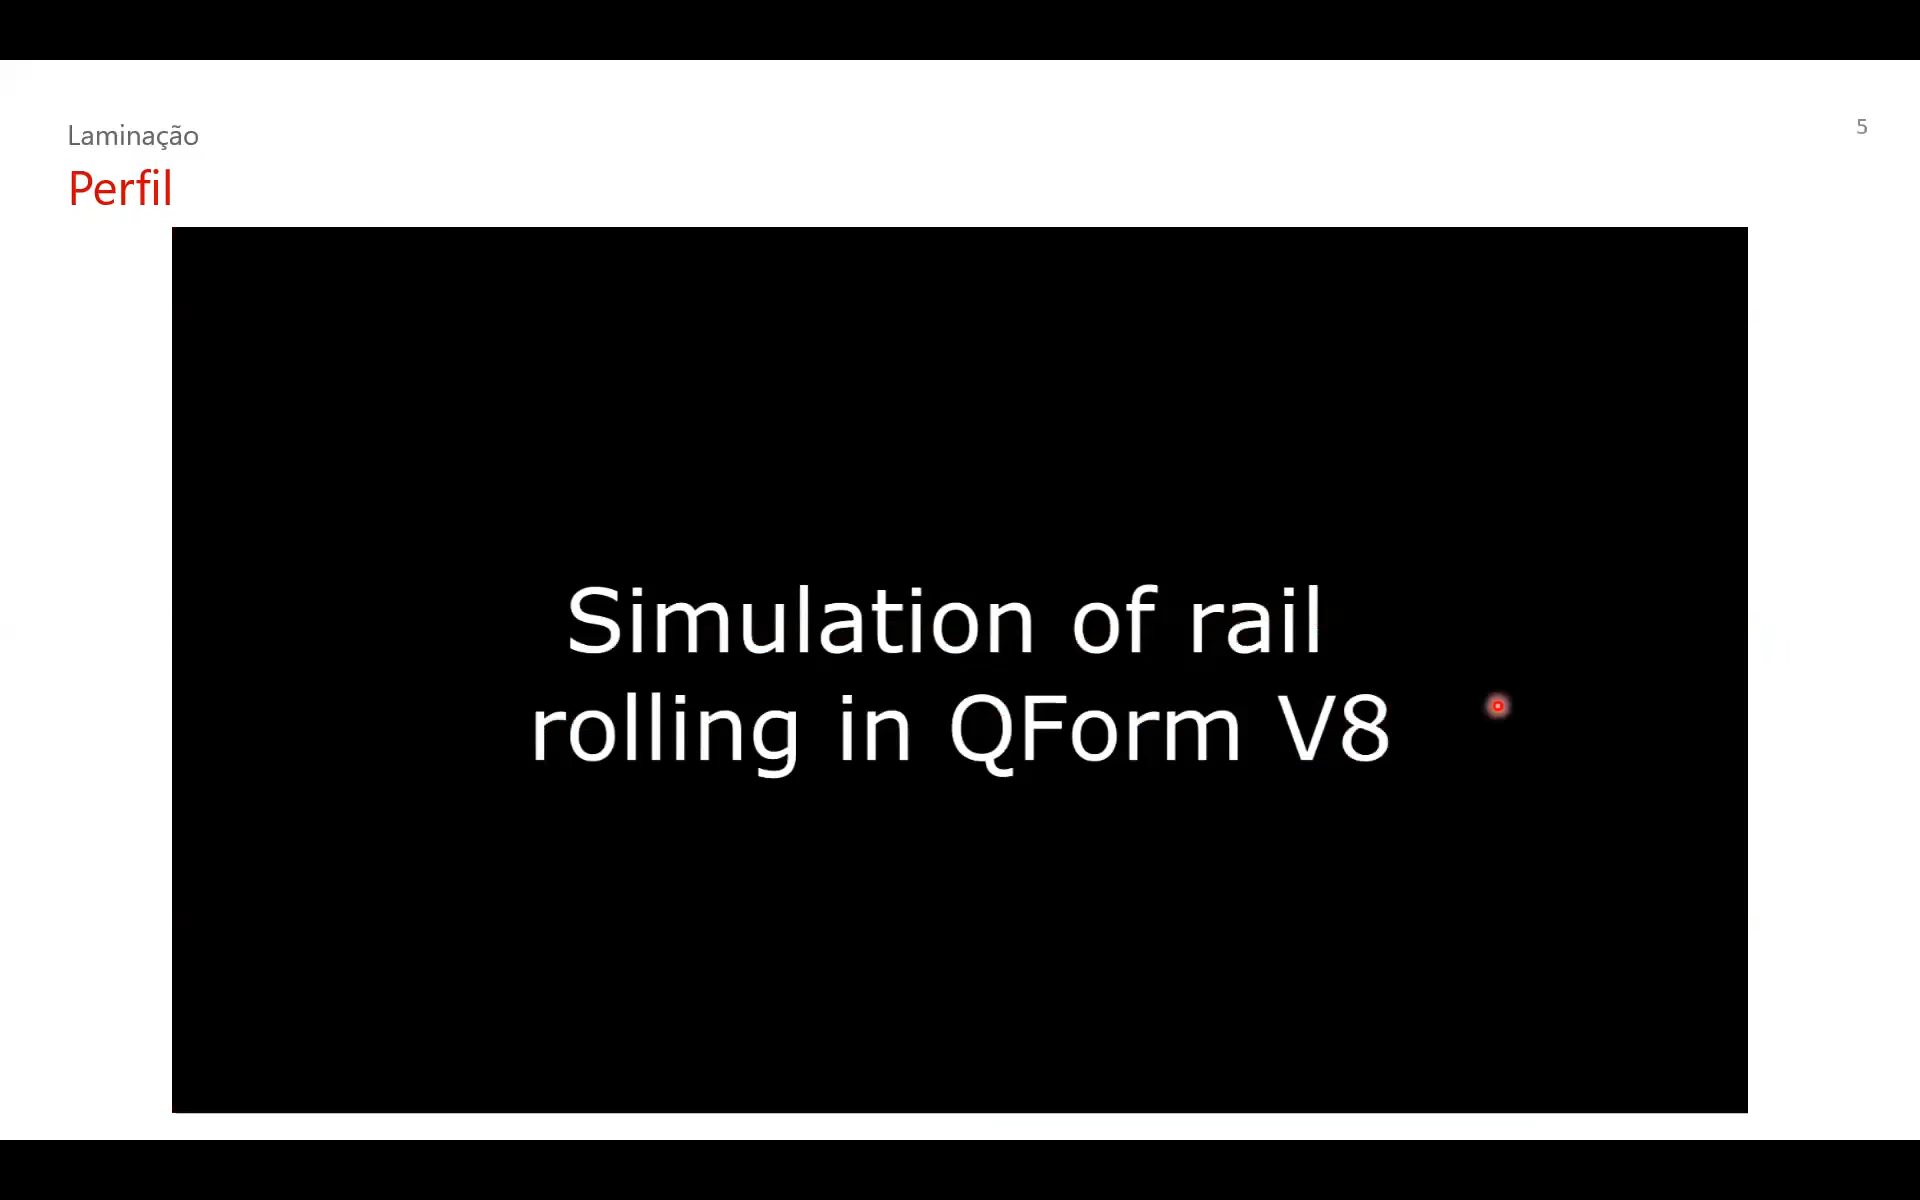 Laminação
5
Perfil
Simulation of rail
rolling in QForm V8